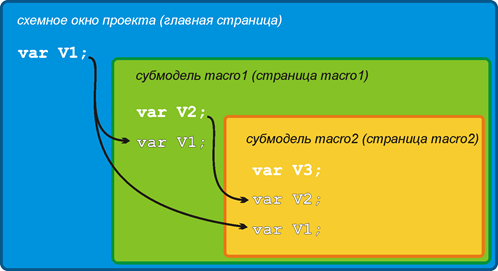 схемное окно проекта (главная страница)
var V1;
субмодель macro1 (страница macro1)
var V2;
var V1;
субмодель macro2 (страница macro2)
var V3;
var V2;
var V1;